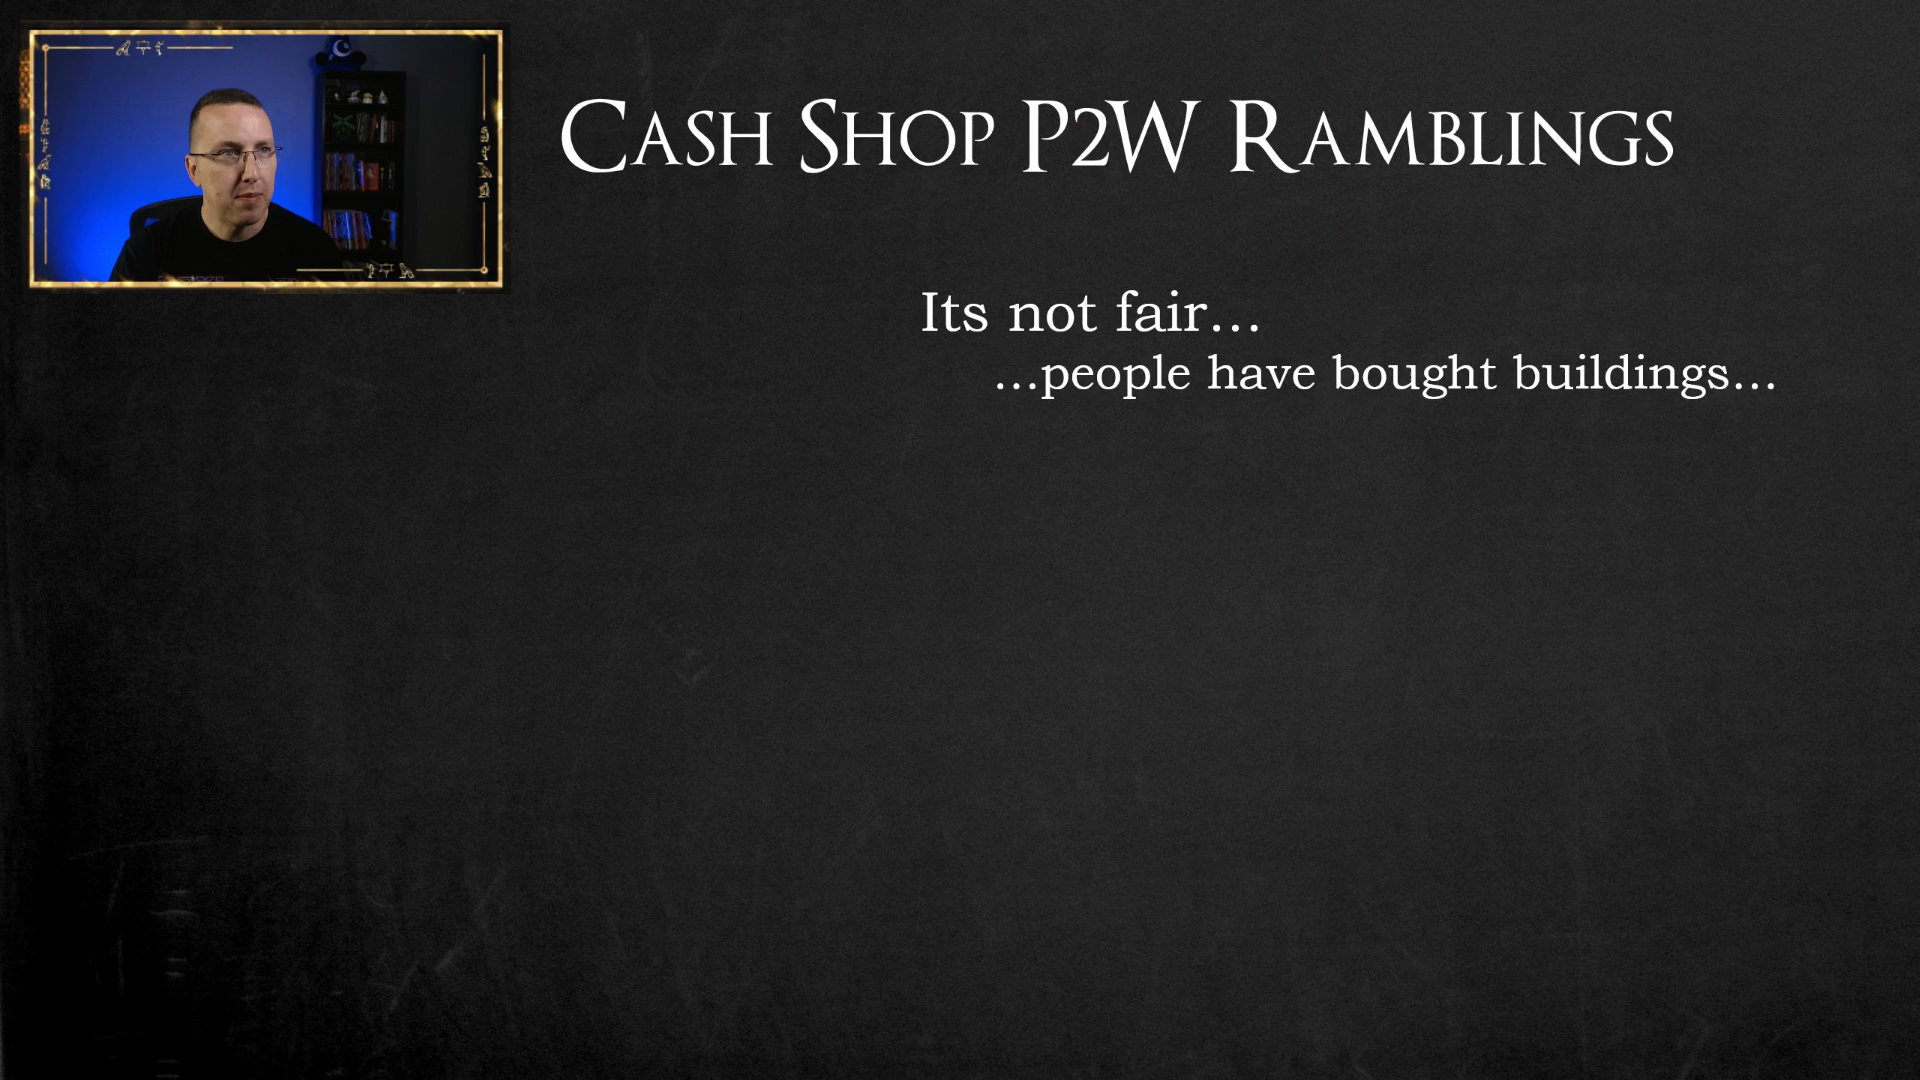 Cash Shop P2W Ramblings
Its not fair…
…people have bought buildings…